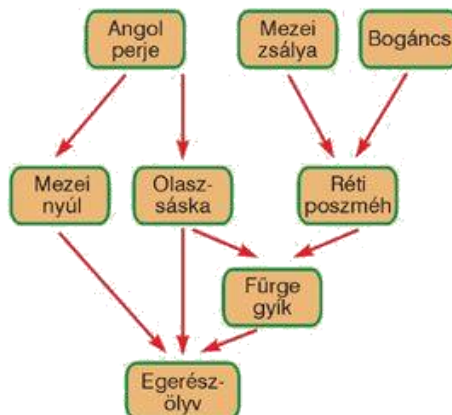 Angol
perje
Mezei
zsálya
Bogáncs
Mezei
nyúl
Olasz-
sáska
Réti
poszméh
Fürge
gyík
Egerész-
ölyv